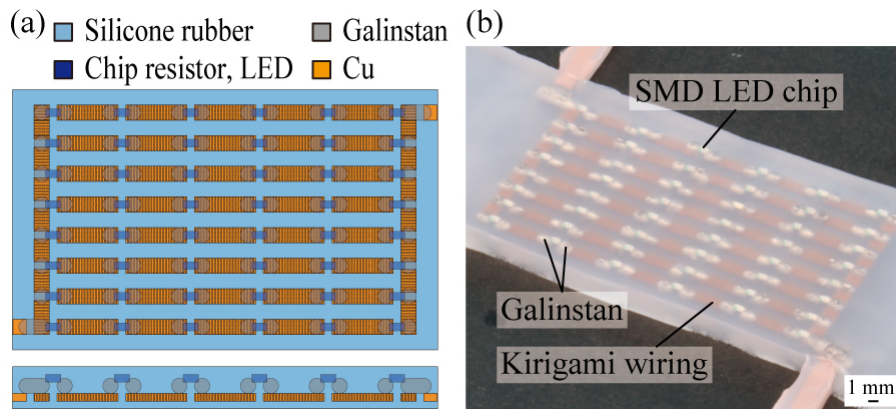 (a)
Silicone rubber
Galinstan
Chip resistor, LED
Cu
(b)
SMD LED chip
Galinstan
Kirigami wiring
1 mm